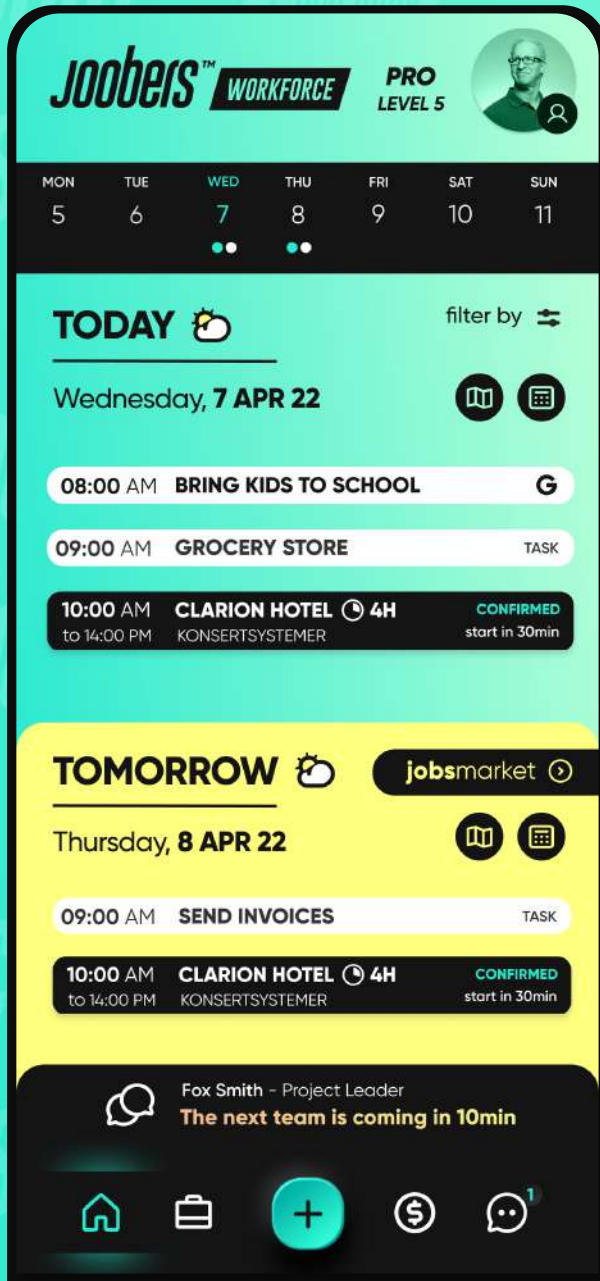 Joobers™ WORKFORCE
PRO
LEVEL 5
MON TUE WED THU FRI SAT SUN
5 6 7 8 9 10 11
TODAY
filter by
Wednesday, 7 APR 22
08:00 AM BRING KIDS TO SCHOOL G
09:00 AM GROCERY STORE TASK
10:00 AM CLARION HOTEL 4H CONFIRMED
to 14:00 PM KONSERTSYSTEMER start in 30min
TOMORROW
jobsmarket
Thursday, 8 APR 22
09:00 AM SEND INVOICES TASK
10:00 AM CLARION HOTEL 4H CONFIRMED
to 14:00 PM KONSERTSYSTEMER start in 30min
Fox Smith - Project Leader
The next team is coming in 10min
$
1